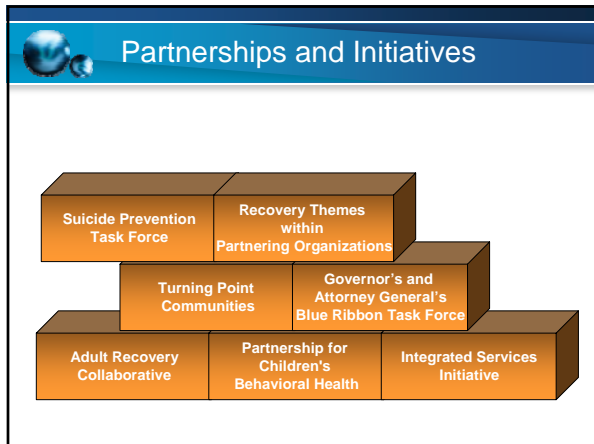 Partnerships and Initiatives
Suicide Prevention
Task Force
Recovery Themes
within
Partnering Organizations
Turning Point
Communities
Governor's and
Attorney General's
Blue Ribbon Task Force
Adult Recovery
Collaborative
Partnership for
Children's
Behavioral Health
Integrated Services
Initiative